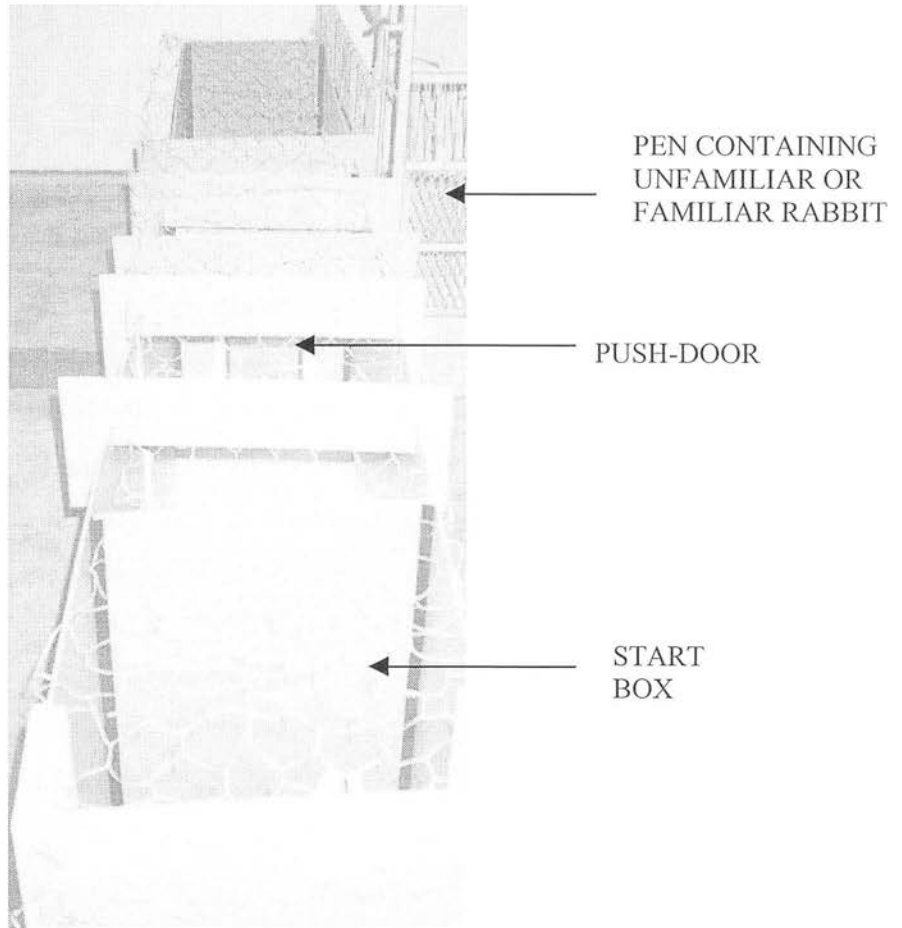 PEN CONTAINING
UNFAMILIAR OR
FAMILIAR RABBIT
PUSH-DOOR
START
BOX